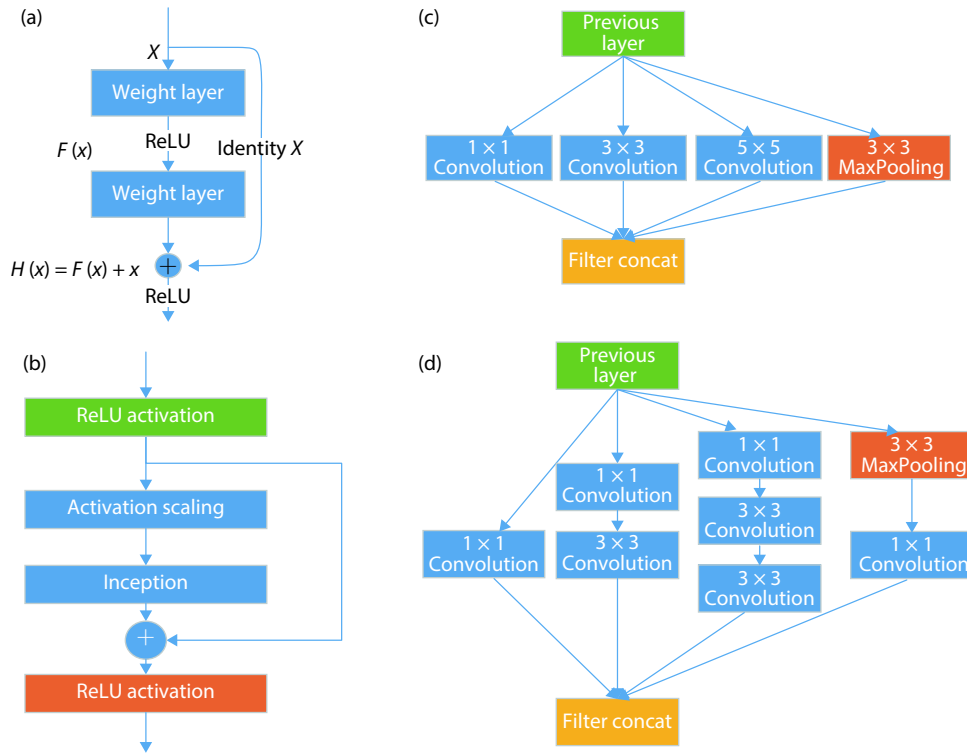 (a)
X
Weight layer
ReLU
F (x)
Identity X
Weight layer
H (x) = F (x) + x
ReLU
(b)
ReLU activation
Activation scaling
Inception
+
ReLU activation
(c)
Previous
layer
1 × 1
Convolution
3 × 3
Convolution
5 × 5
Convolution
3 × 3
MaxPooling
Filter concat
(d)
Previous
layer
1 × 1
Convolution
1 × 1
Convolution
3 × 3
Convolution
1 × 1
Convolution
3 × 3
Convolution
3 × 3
Convolution
3 × 3
MaxPooling
1 × 1
Convolution
Filter concat